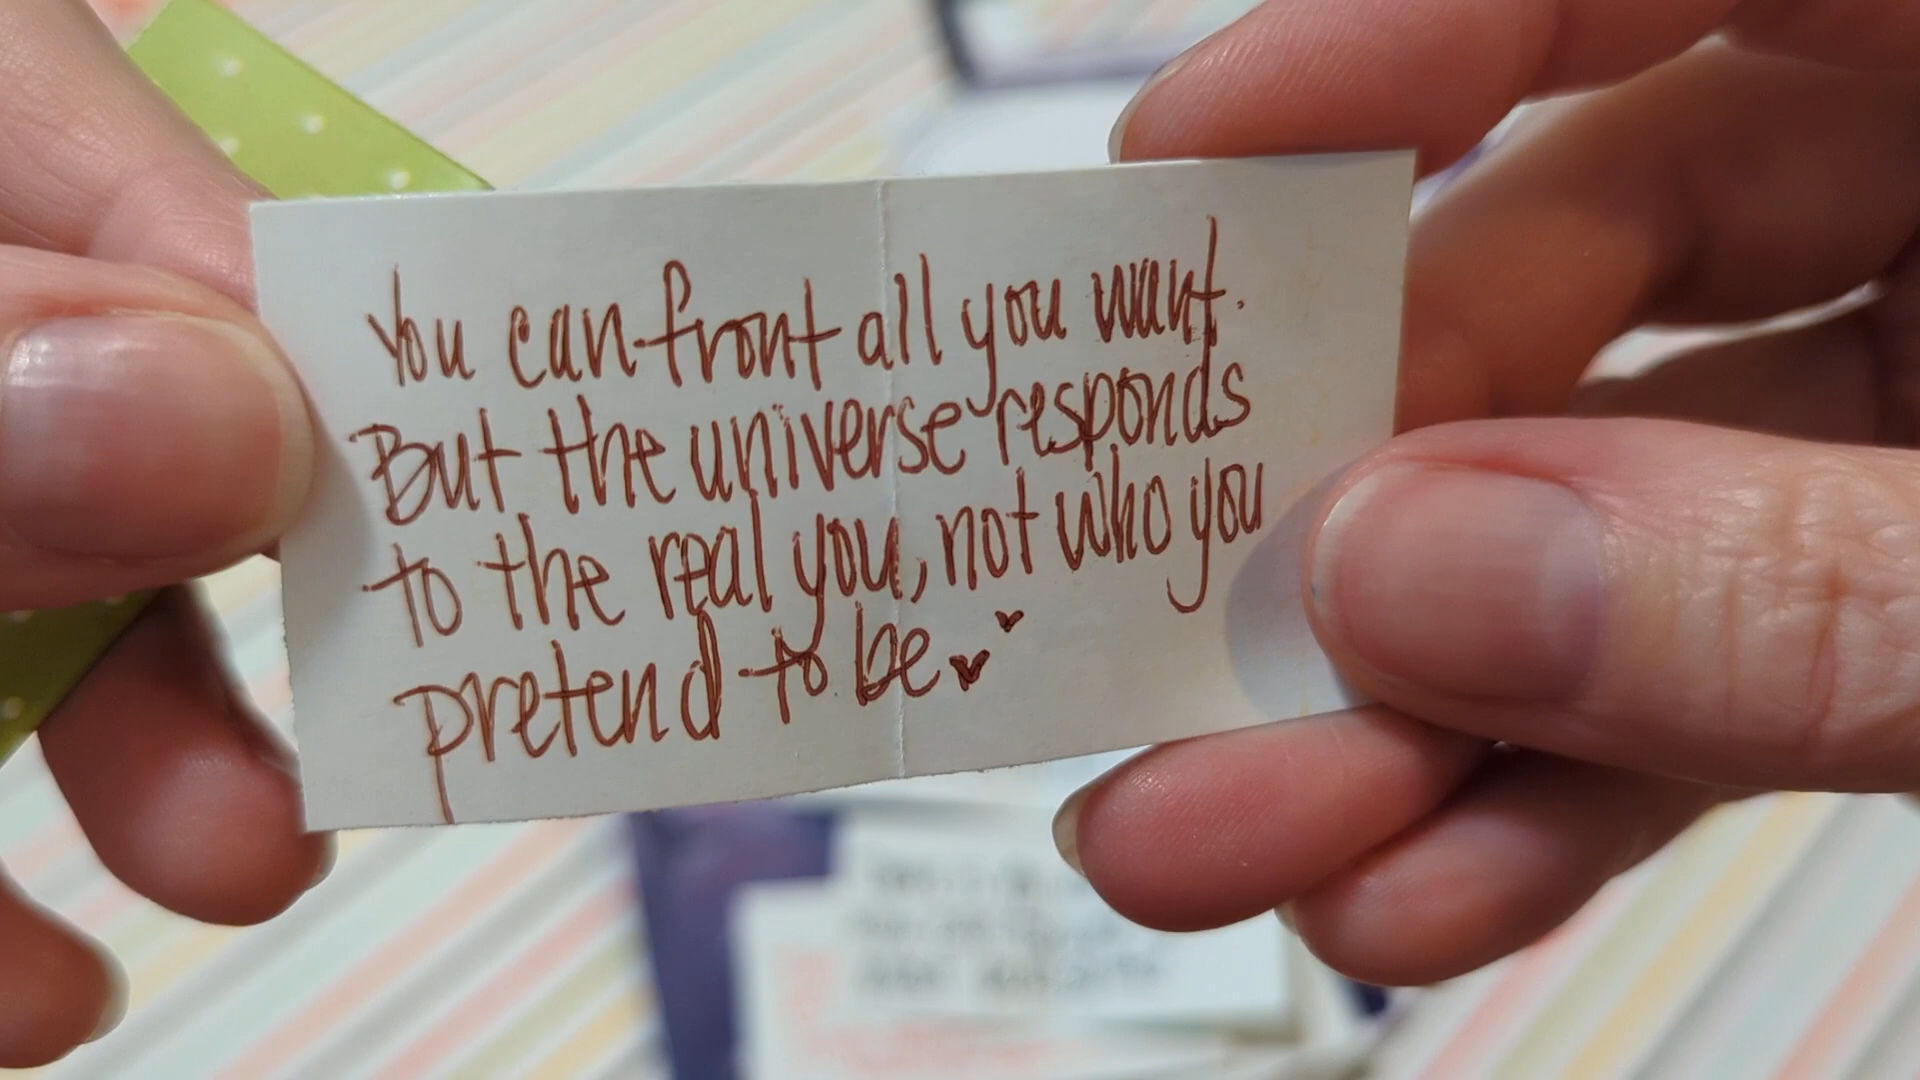 You can front all you want.
But the universe responds
to the real you, not who you
pretend to be